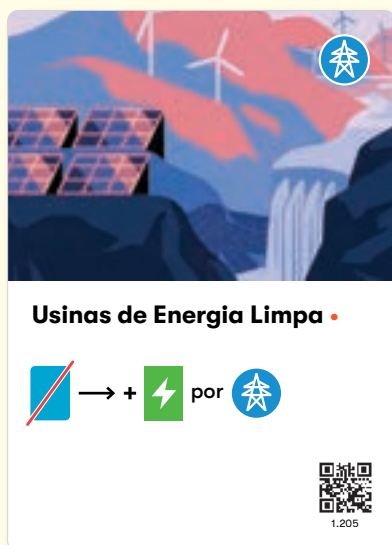 Usinas de Energia Limpa •
→ + por
1.205